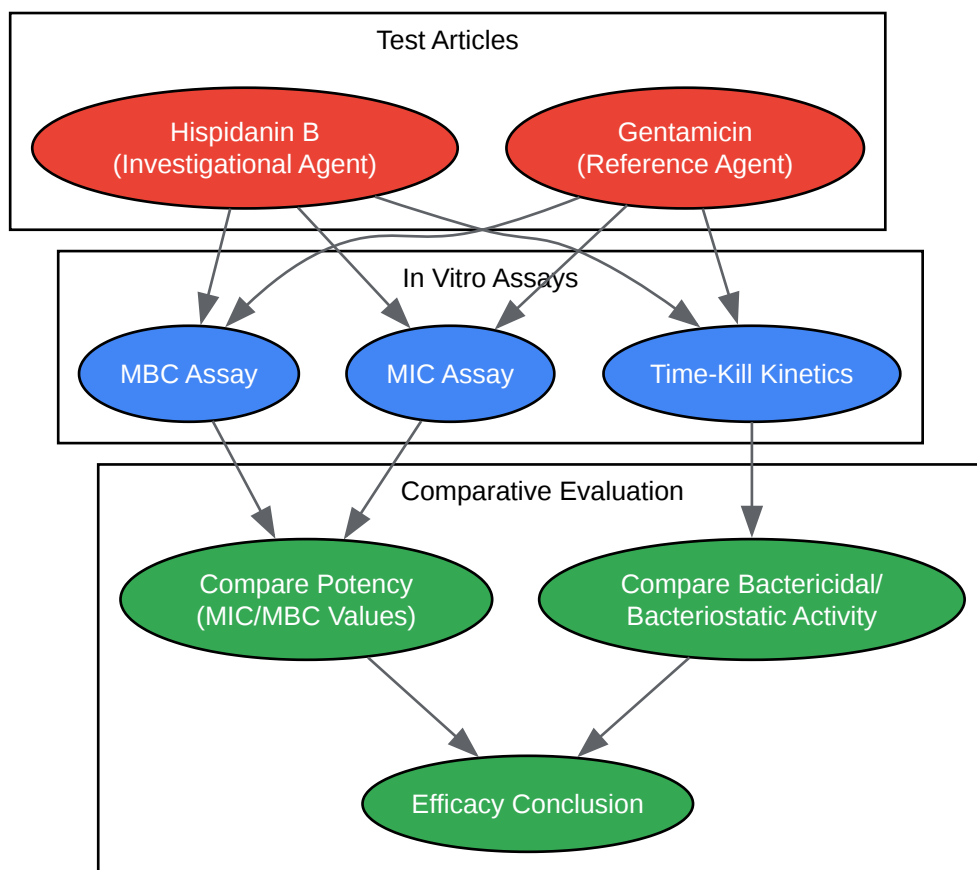 Test Articles
Hispidanin B
(Investigational Agent)
Gentamicin
(Reference Agent)
In Vitro Assays
MBC Assay
MIC Assay
Time-Kill Kinetics
Comparative Evaluation
Compare Potency
(MIC/MBC Values)
Compare Bactericidal/
Bacteriostatic Activity
Efficacy Conclusion